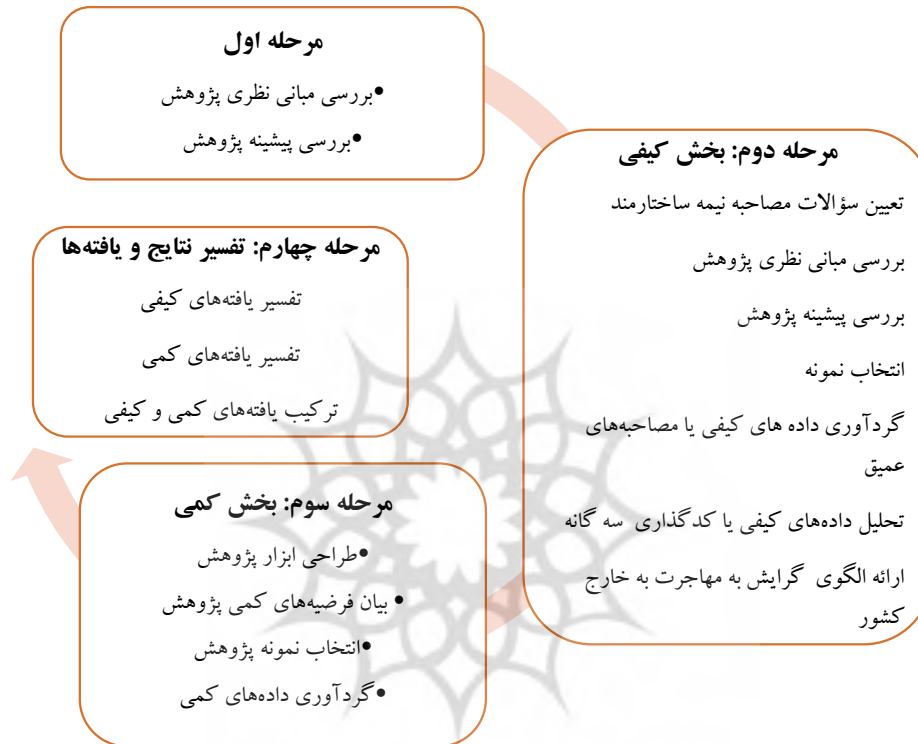 مرحله اول
•بررسی مبانی نظری پژوهش
•بررسی پیشینه پژوهش
مرحله دوم: بخش کیفی
تعیین سؤالات مصاحبه نیمه ساختارمند
بررسی مبانی نظری پژوهش
بررسی پیشینه پژوهش
انتخاب نمونه
گردآوری داده های کیفی یا مصاحبه‌های
عمیق
تحلیل داده‌های کیفی یا کدگذاری سه گانه
ارائه الگوی گرایش به مهاجرت به خارج
کشور
مرحله سوم: بخش کمی
•طراحی ابزار پژوهش
• بیان فرضیه‌های کمی پژوهش
•انتخاب نمونه پژوهش
•گردآوری داده‌های کمی
مرحله چهارم: تفسیر نتایج و یافته‌ها
تفسیر یافته‌های کیفی
تفسیر یافته‌های کمی
ترکیب یافته‌های کمی و کیفی